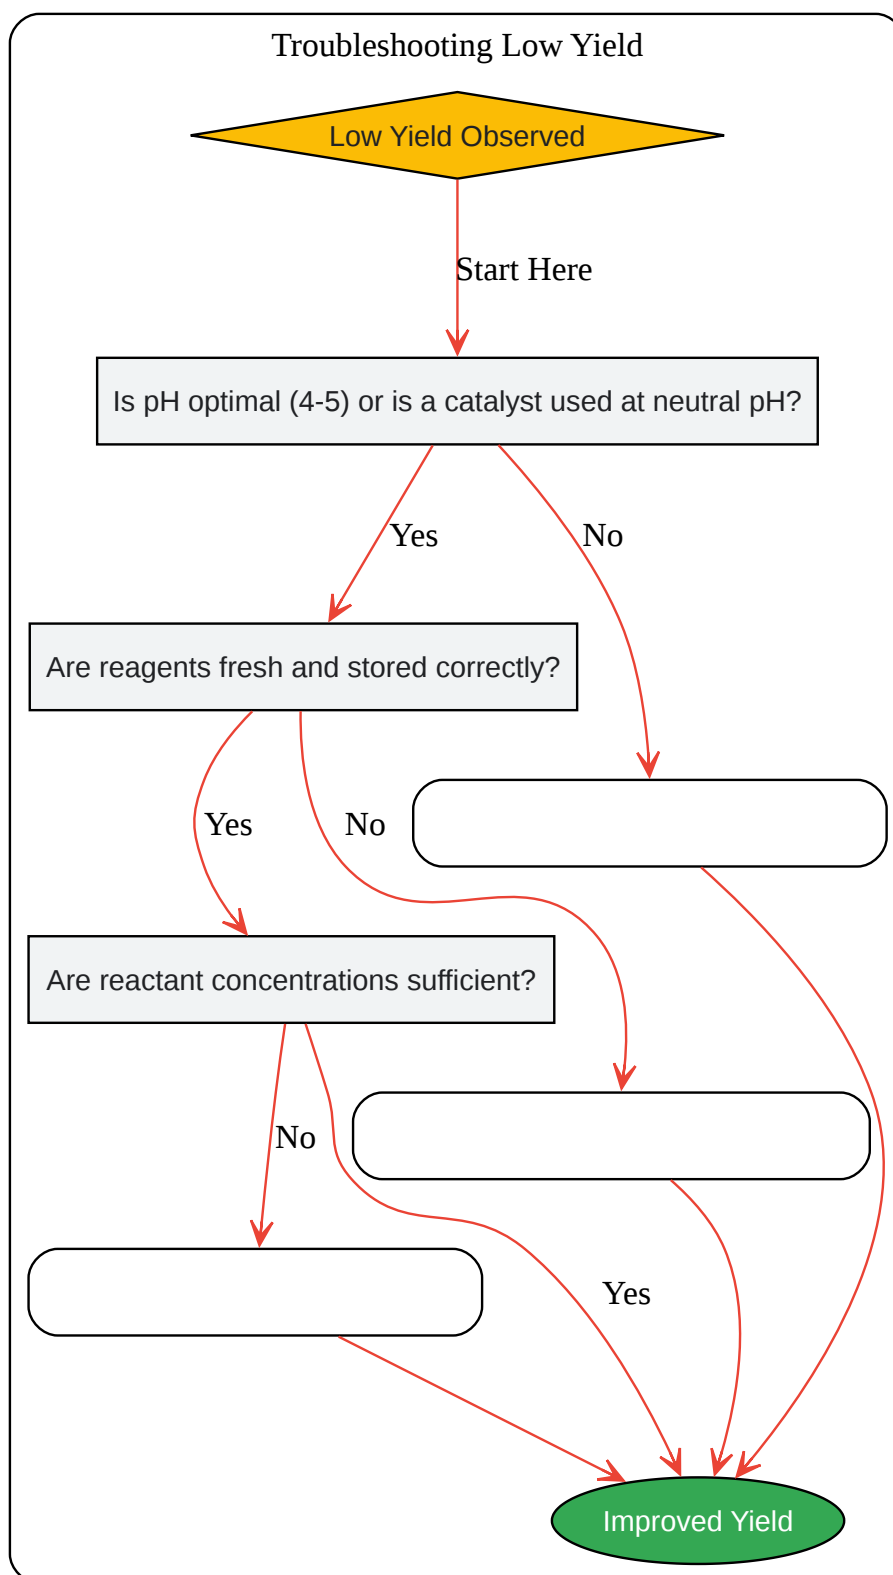 Troubleshooting Low Yield
Low Yield Observed
Start Here
Is pH optimal (4-5) or is a catalyst used at neutral pH?
Yes
No
Are reagents fresh and stored correctly?
Yes
No
Are reactant concentrations sufficient?
No
Yes
Improved Yield